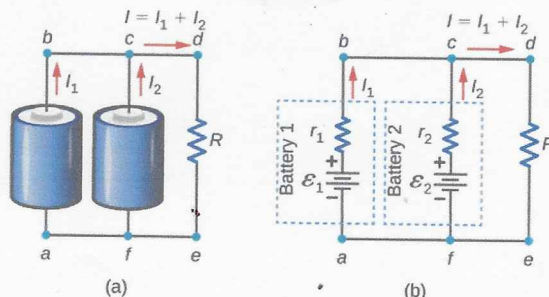 I = I₁ + I₂
b c d
I₁ I₂
R
a f e
(a)
I = I₁ + I₂
b c d
I₁ I₂
Battery 1 r₁ + ε₁ −
Battery 2 r₂ + ε₂ −
a f e
(b)